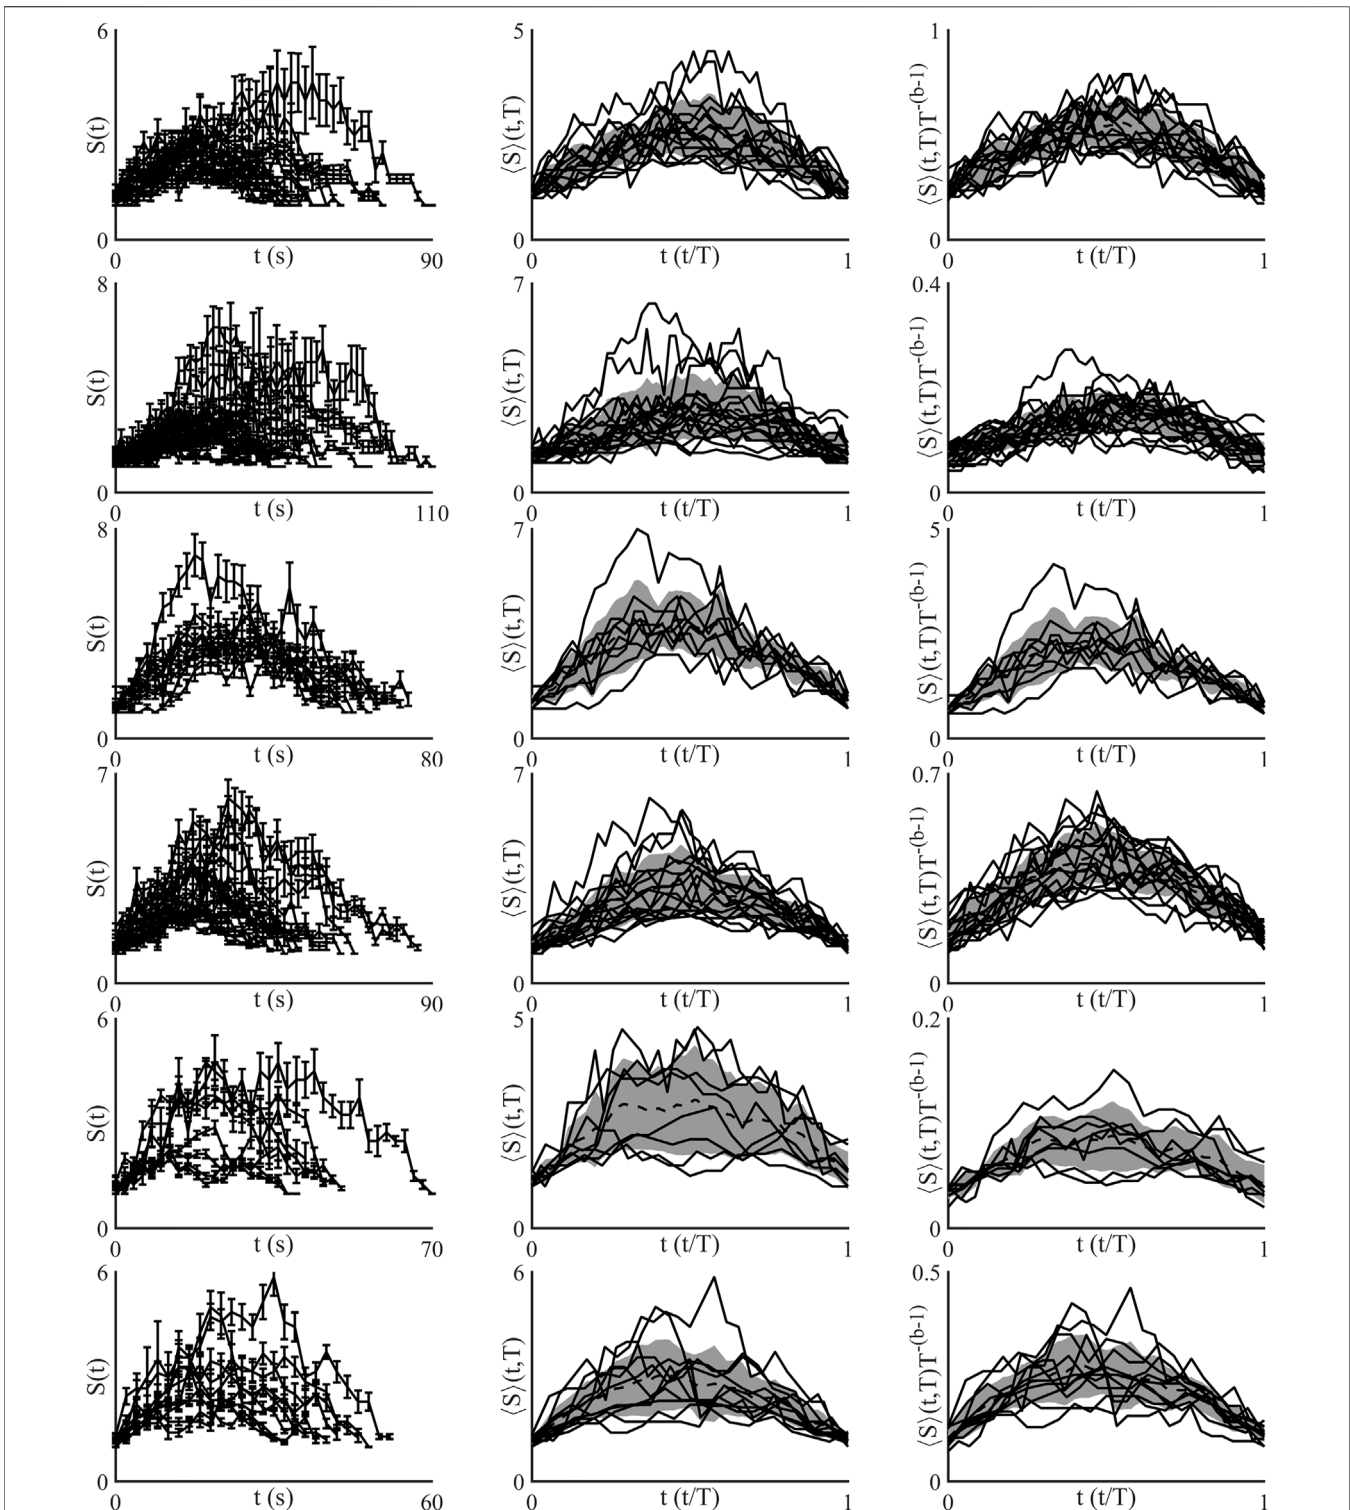 6 5 1
S(t) ⟨S⟩(t,T) ⟨S⟩(t,T)T^-(b-1)
0 0 0
0 t (s) 90 0 t (t/T) 1 0 t (t/T) 1
8 7 0.4
S(t) ⟨S⟩(t,T) ⟨S⟩(t,T)T^-(b-1)
0 0 0
0 t (s) 110 0 t (t/T) 1 0 t (t/T) 1
8 7 5
S(t) ⟨S⟩(t,T) ⟨S⟩(t,T)T^-(b-1)
0 0 0
0 t (s) 80 0 t (t/T) 1 0 t (t/T) 1
7 7 0.7
S(t) ⟨S⟩(t,T) ⟨S⟩(t,T)T^-(b-1)
0 0 0
0 t (s) 90 0 t (t/T) 1 0 t (t/T) 1
6 5 0.2
S(t) ⟨S⟩(t,T) ⟨S⟩(t,T)T^-(b-1)
0 0 0
0 t (s) 70 0 t (t/T) 1 0 t (t/T) 1
6 6 0.5
S(t) ⟨S⟩(t,T) ⟨S⟩(t,T)T^-(b-1)
0 0 0
0 t (s) 60 0 t (t/T) 1 0 t (t/T) 1